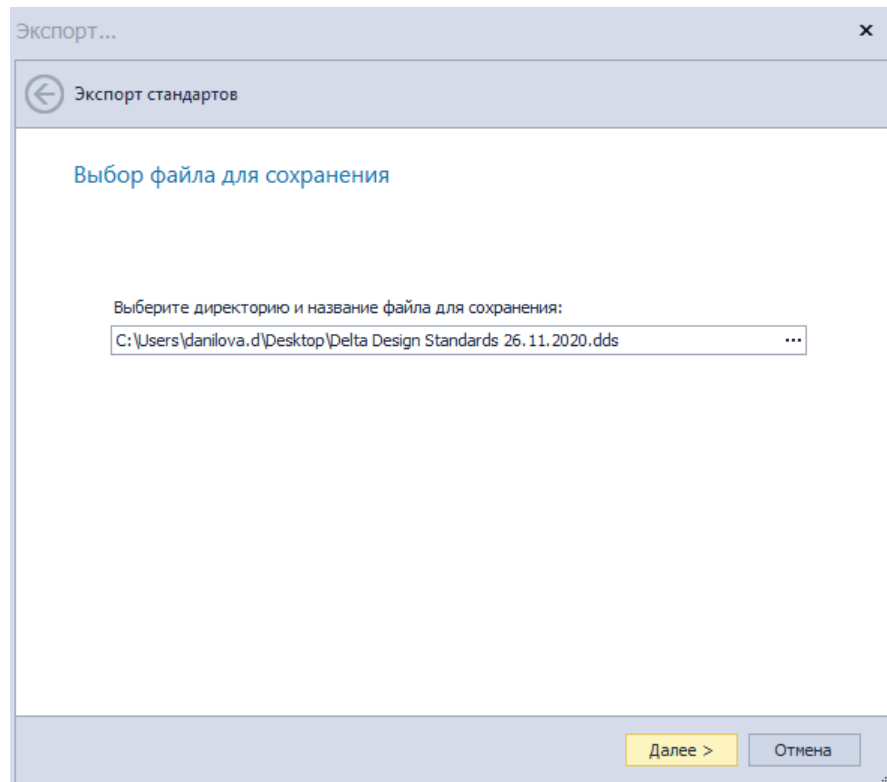 Экспорт...
Экспорт стандартов
Выбор файла для сохранения
Выберите директорию и название файла для сохранения:
C:\Users\danilova.d\Desktop\Delta Design Standards 26.11.2020.dds ...
Далее > Отмена